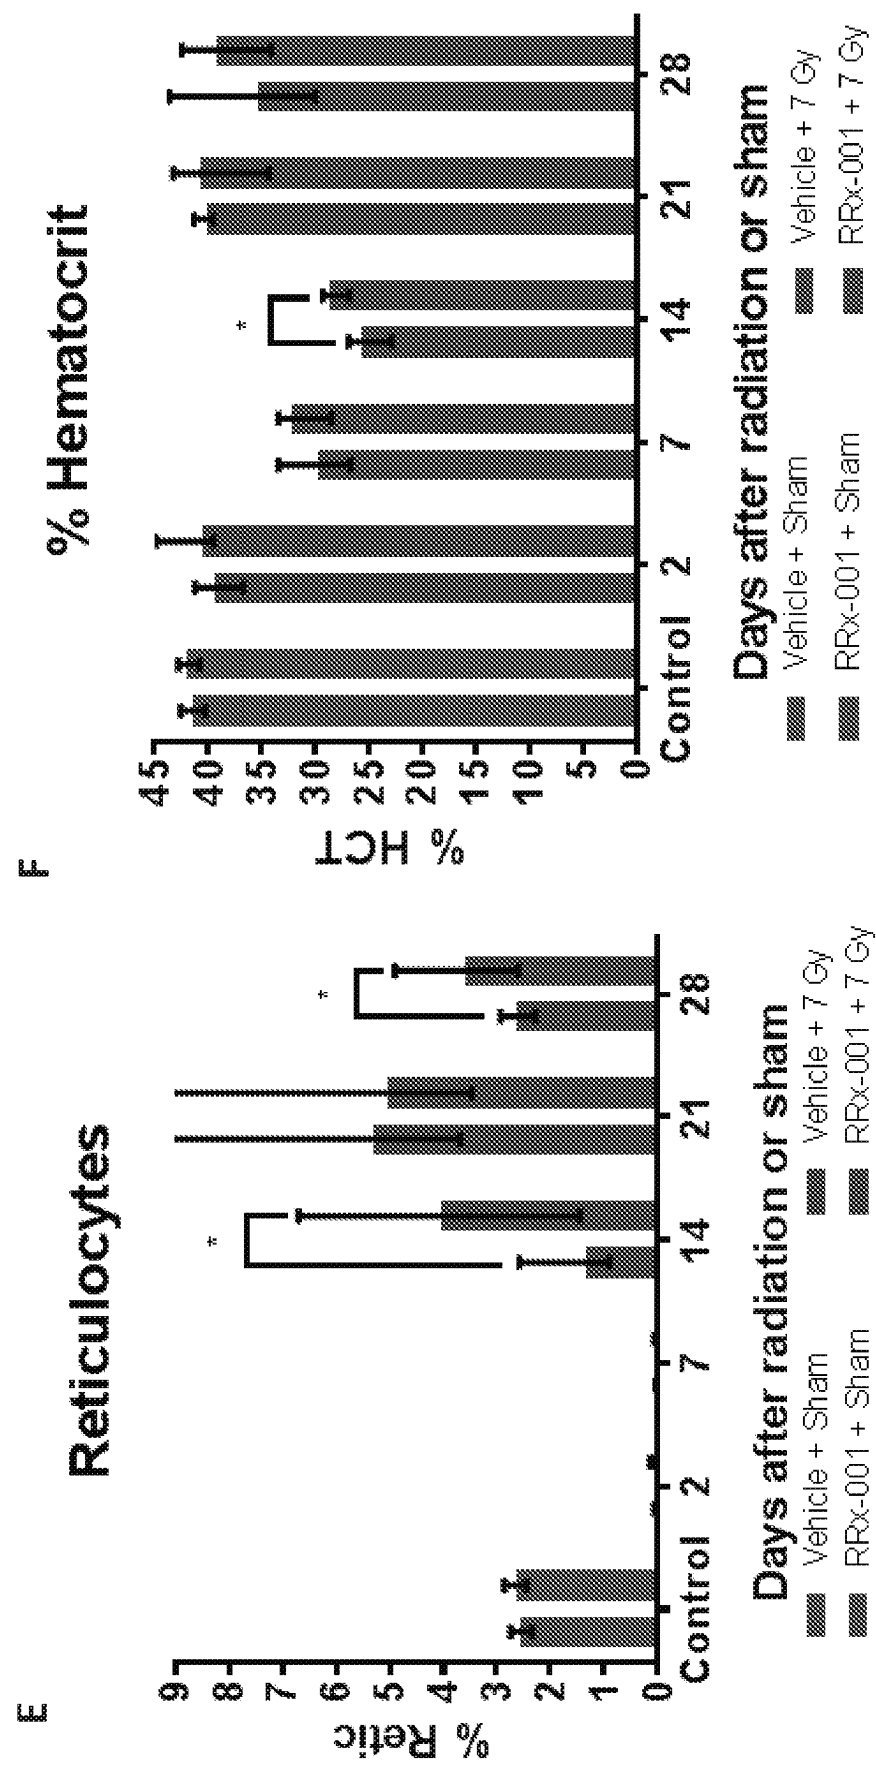 E
Reticulocytes
% Retic
9
8
7
6
5
4
3
2
1
0
Control 2 7 14 21 28
*
*
Days after radiation or sham
Vehicle + Sham Vehicle + 7 Gy
RRx-001 + Sham RRx-001 + 7 Gy
F
% Hematocrit
% HCT
45
40
35
30
25
20
15
10
5
0
Control 2 7 14 21 28
*
Days after radiation or sham
Vehicle + Sham Vehicle + 7 Gy
RRx-001 + Sham RRx-001 + 7 Gy